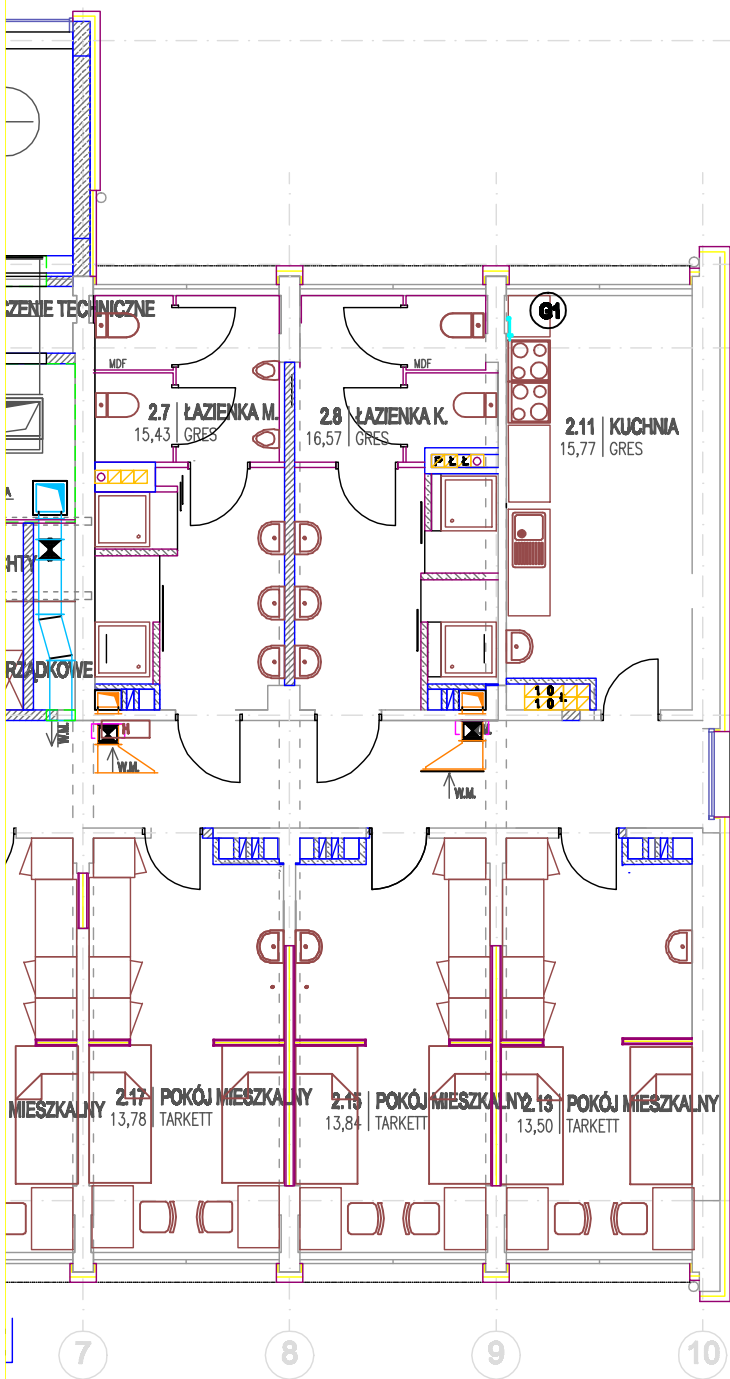 G1
CZENIE TECHNICZNE
MDF
MDF
2.7 ŁAZIENKA M.
15,43 GRES
2.8 ŁAZIENKA K.
16,57 GRES
2.11 KUCHNIA
15,77 GRES
P Ł Ł
A
HTY
RZĄDKOWE
W.M.
W.M.
W.M.
MIESZKALNY
2.17 POKÓJ MIESZKALNY
13,78 TARKETT
2.15 POKÓJ MIESZKALNY
13,84 TARKETT
2.13 POKÓJ MIESZKALNY
13,50 TARKETT
7
8
9
10